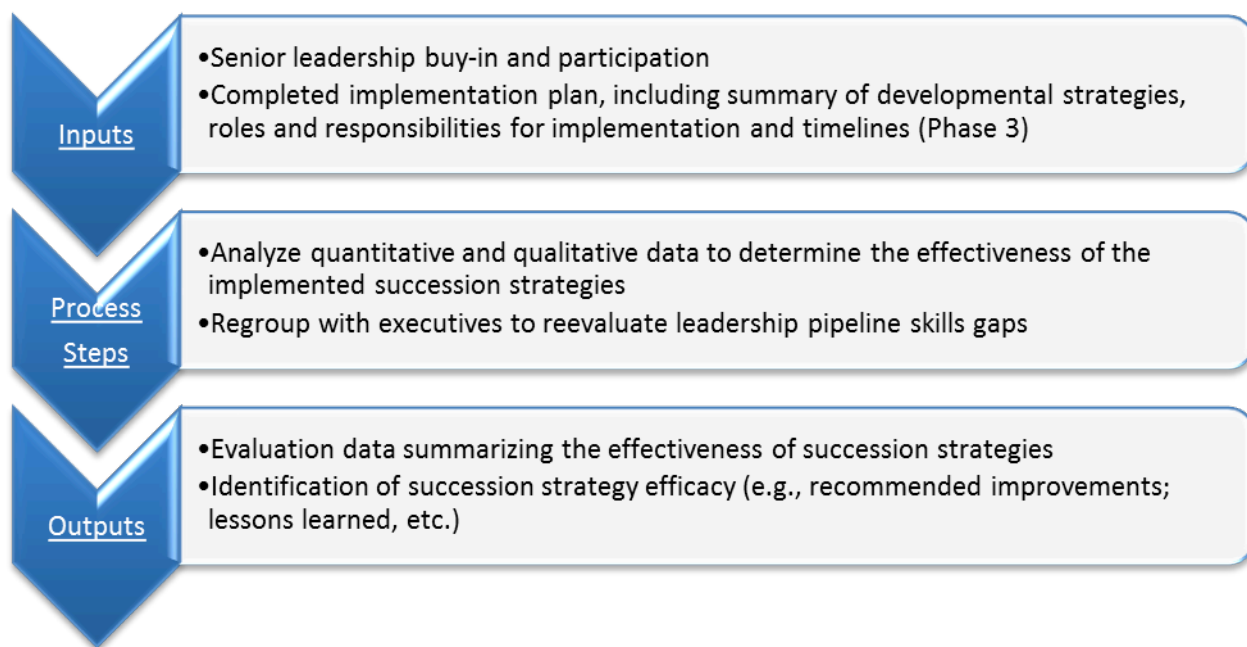 Inputs
•Senior leadership buy-in and participation
•Completed implementation plan, including summary of developmental strategies,
roles and responsibilities for implementation and timelines (Phase 3)
Process
Steps
•Analyze quantitative and qualitative data to determine the effectiveness of the
implemented succession strategies
•Regroup with executives to reevaluate leadership pipeline skills gaps
Outputs
•Evaluation data summarizing the effectiveness of succession strategies
•Identification of succession strategy efficacy (e.g., recommended improvements;
lessons learned, etc.)